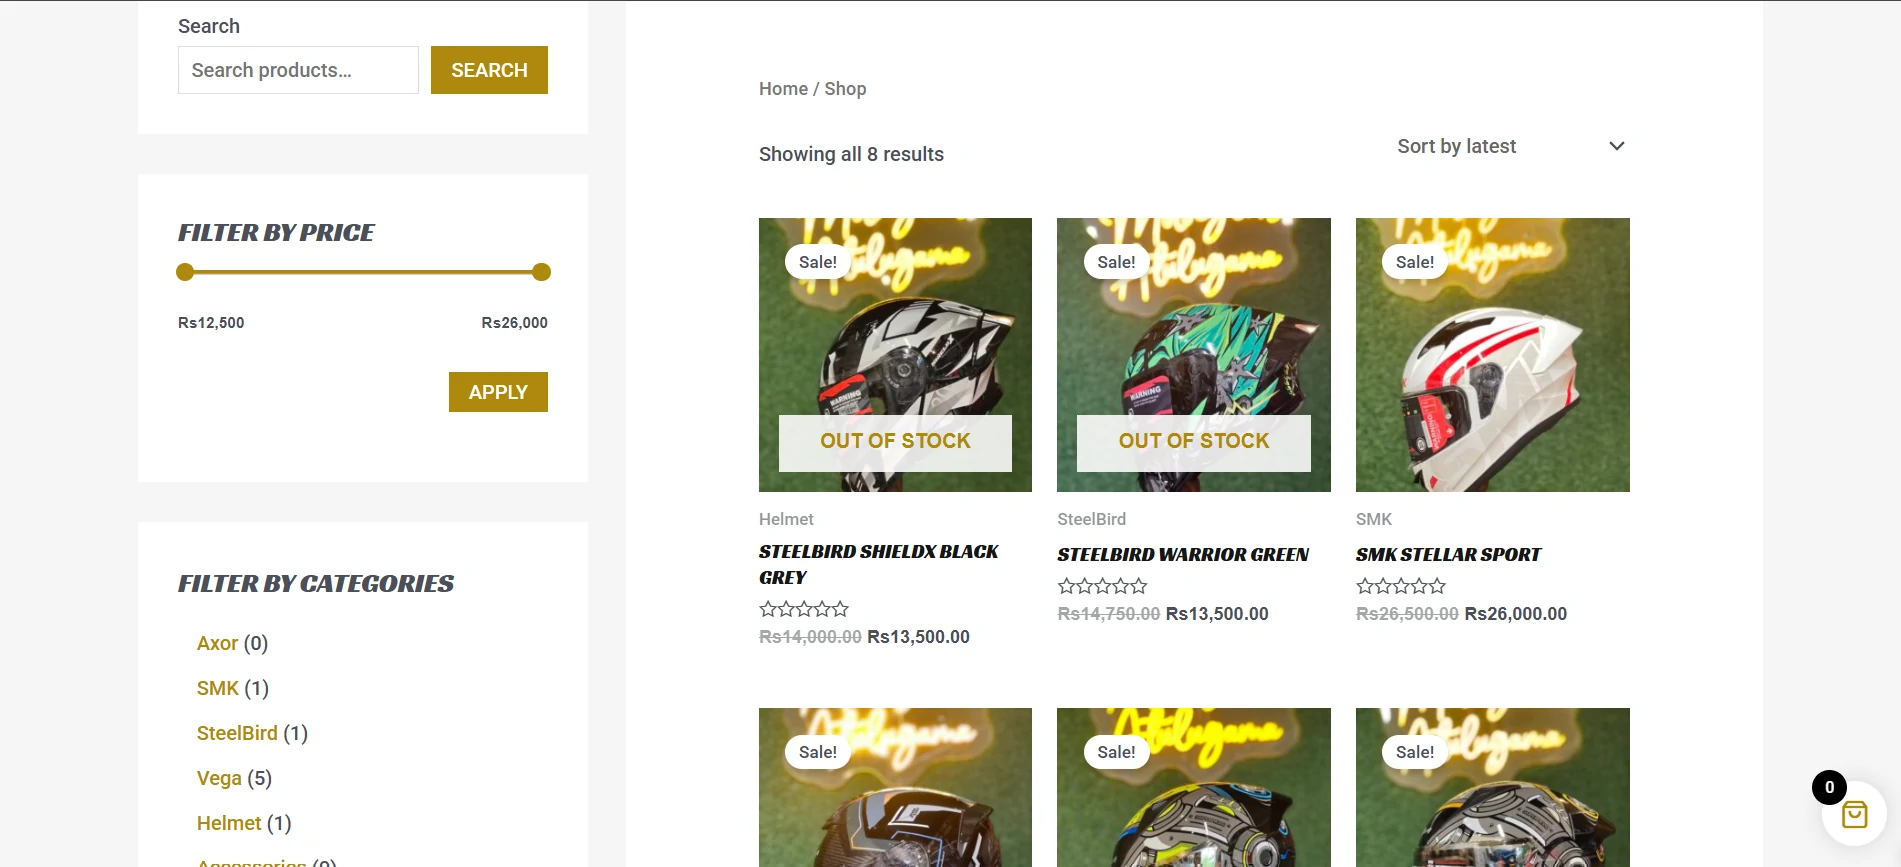 Search
Search products...
SEARCH
FILTER BY PRICE
Rs12,500
Rs26,000
APPLY
FILTER BY CATEGORIES
Axor (0)
SMK (1)
SteelBird (1)
Vega (5)
Helmet (1)
Accessories (0)
Home / Shop
Showing all 8 results
Sort by latest
Sale!
WARNING
OUT OF STOCK
Helmet
STEELBIRD SHIELDX BLACK
GREY
Rs14,000.00 Rs13,500.00
Sale!
WARNING
OUT OF STOCK
SteelBird
STEELBIRD WARRIOR GREEN
Rs14,750.00 Rs13,500.00
Sale!
SMK
SMK STELLAR SPORT
Rs26,500.00 Rs26,000.00
Sale!
Sale!
Sale!
0